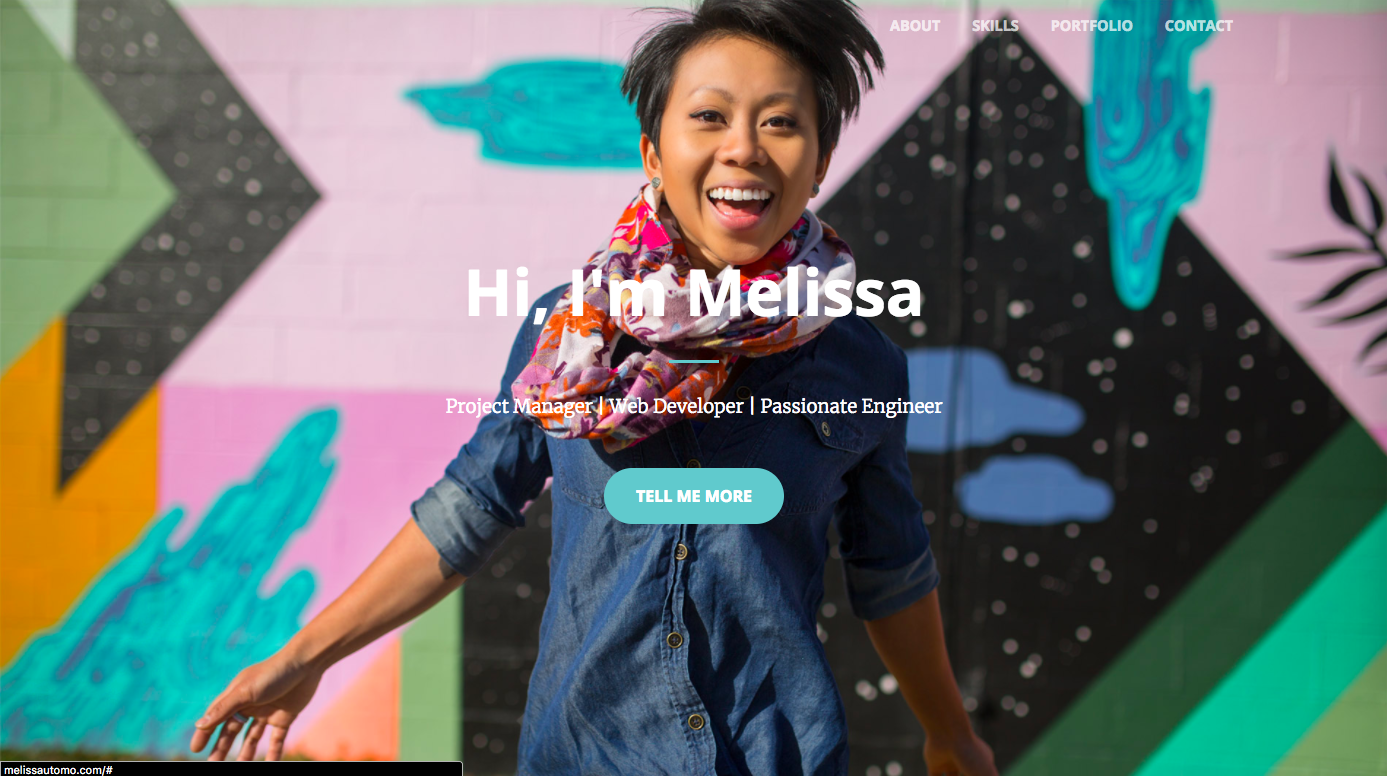 ABOUT SKILLS PORTFOLIO CONTACT
Hi, I'm Melissa
Project Manager | Web Developer | Passionate Engineer
TELL ME MORE
melissautomo.com/#